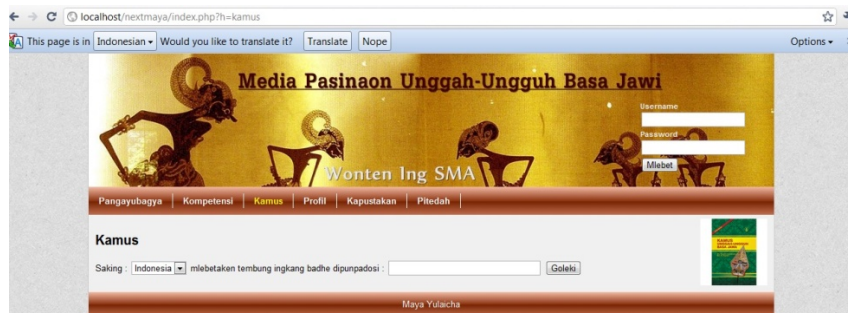 localhost/nextmaya/index.php?h=kamus
This page is in Indonesian Would you like to translate it? Translate Nope Options
Media Pasinaon Unggah-Ungguh Basa Jawi
Username
Password
Mlebet
Wonten Ing SMA
Pangayubagya Kompetensi Kamus Profil Kapustakan Pitedah
Kamus
Saking : Indonesia mlebetaken tembung ingkang badhe dipunpadosi : Goleki
Maya Yulaicha